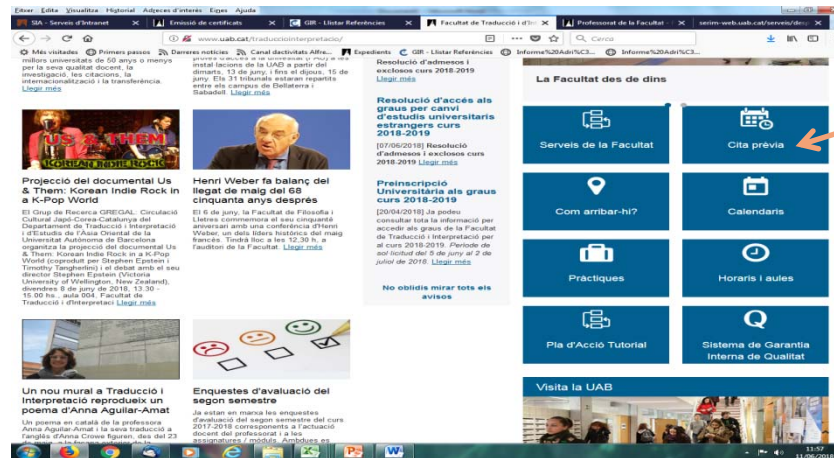 Fitxer Edita Visualitza Historial Adreces d'interès Eines Ajuda
SIA - Serveis d'Intranet
Emissió de certificats
GIR - Llistar Referències
Facultat de Traducció i d'In
Professorat de la Facultat -
serim-web.uab.cat/serveis/desp
www.uab.cat/traducciointerpretacio/
Cerca
Més visitades
Primers passos
Darreres notícies
Canal dactivitats Alfre...
Expedients
GIR - Llistar Referències
Informe%20Adri%C3...
Informe%20Adri%C3...
millors universitats de 50 anys o menys
per la seva qualitat docent, la
investigació, les citacions, la
internacionalització i la transferència.
Llegir més
instal·lacions de la UAB a partir del
dimarts, 13 de juny; i fins el dijous, 15 de
juny. Els 31 tribunals estaran repartits
entre els campus de Bellaterra i
Sabadell. Llegir més
Resolució d'admesos i
exclosos curs 2018-2019
Llegir més
Resolució d'accés als
graus per canvi
d'estudis universitaris
estrangers curs
2018-2019
[07/06/2018] Resolució
d'admesos i exclosos curs
2018-2019 Llegir més
Preinscripció
Universitària als graus
curs 2018-2019
[20/04/2018] Ja podeu
consultar tota la informació per
accedir als graus de la Facultat
de Traducció i Interpretació per
al curs 2018-2019. Període de
sol·licitud del 5 de juny al 2 de
juliol de 2018. Llegir més
No oblidis mirar tots els
avisos
US & THEM
KOREAN INDIE ROCK
Projecció del documental Us
& Them: Korean Indie Rock in
a K-Pop World
El Grup de Recerca GREGAL: Circulació
Cultural Japó-Corea-Catalunya del
Departament de Traducció i Interpretació
i d'Estudis de l'Àsia Oriental de la
Universitat Autònoma de Barcelona
organitza la projecció del documental Us
& Them: Korean Indie Rock in a K-Pop
World (coproduït per Stephen Epstein i
Timothy Tangherlini) i el debat amb el seu
director Stephen Epstein (Victoria
University of Wellington, New Zealand),
divendres 8 de juny de 2018, 13.30 -
15.00 hs., aula 004, Facultat de
Traducció i d'Interpretaci Llegir més
Henri Weber fa balanç del
llegat de maig del 68
cinquanta anys després
El 6 de juny, la Facultat de Filosofia i
Lletres commemora el seu cinquantè
aniversari amb una conferència d'Henri
Weber, un dels líders històrics del maig
francès. Tindrà lloc a les 12.30 h, a
l'auditori de la Facultat. Llegir més
Un nou mural a Traducció i
Interpretació reprodueix un
poema d'Anna Aguilar-Amat
Un poema en català de la professora
Anna Aguilar-Amat i la seva traducció a
l'anglès d'Anna Crowe figuren, des del 23
Enquestes d'avaluació del
segon semestre
Ja estan en marxa les enquestes
d'avaluació del segon semestre del curs
2017-2018 corresponents a l'actuació
docent del professorat i a les
assignatures / mòduls. Ambdues es
La Facultat des de dins
Serveis de la Facultat
Cita prèvia
Com arribar-hi?
Calendaris
Pràctiques
Horaris i aules
Pla d'Acció Tutorial
Sistema de Garantia
Interna de Qualitat
Visita la UAB
11:57
11/06/2018